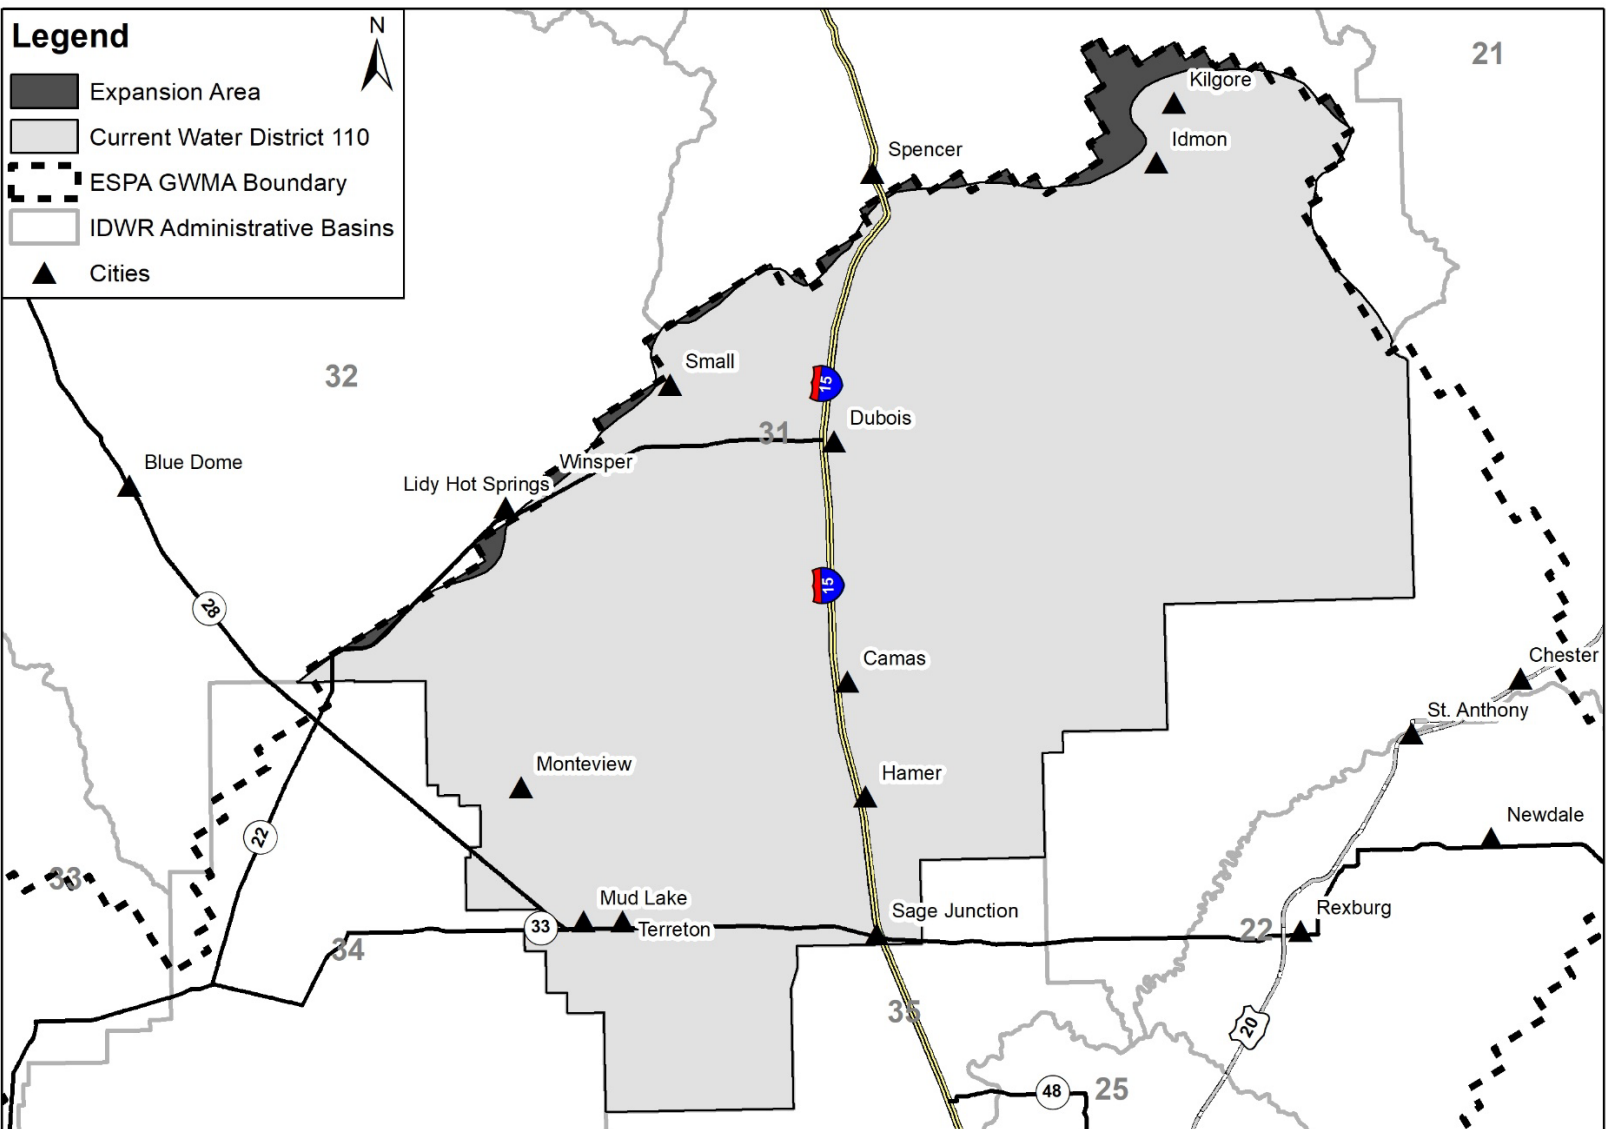 Legend
N
Expansion Area
Current Water District 110
ESPA GWMA Boundary
IDWR Administrative Basins
Cities
21
Kilgore
Idmon
Spencer
32
Small
15
Dubois
31
Winsper
Blue Dome
Lidy Hot Springs
15
28
Camas
Chester
St. Anthony
Monteview
Hamer
Newdale
22
33
Mud Lake
Sage Junction
Rexburg
33
Terreton
22
34
35
20
48
25